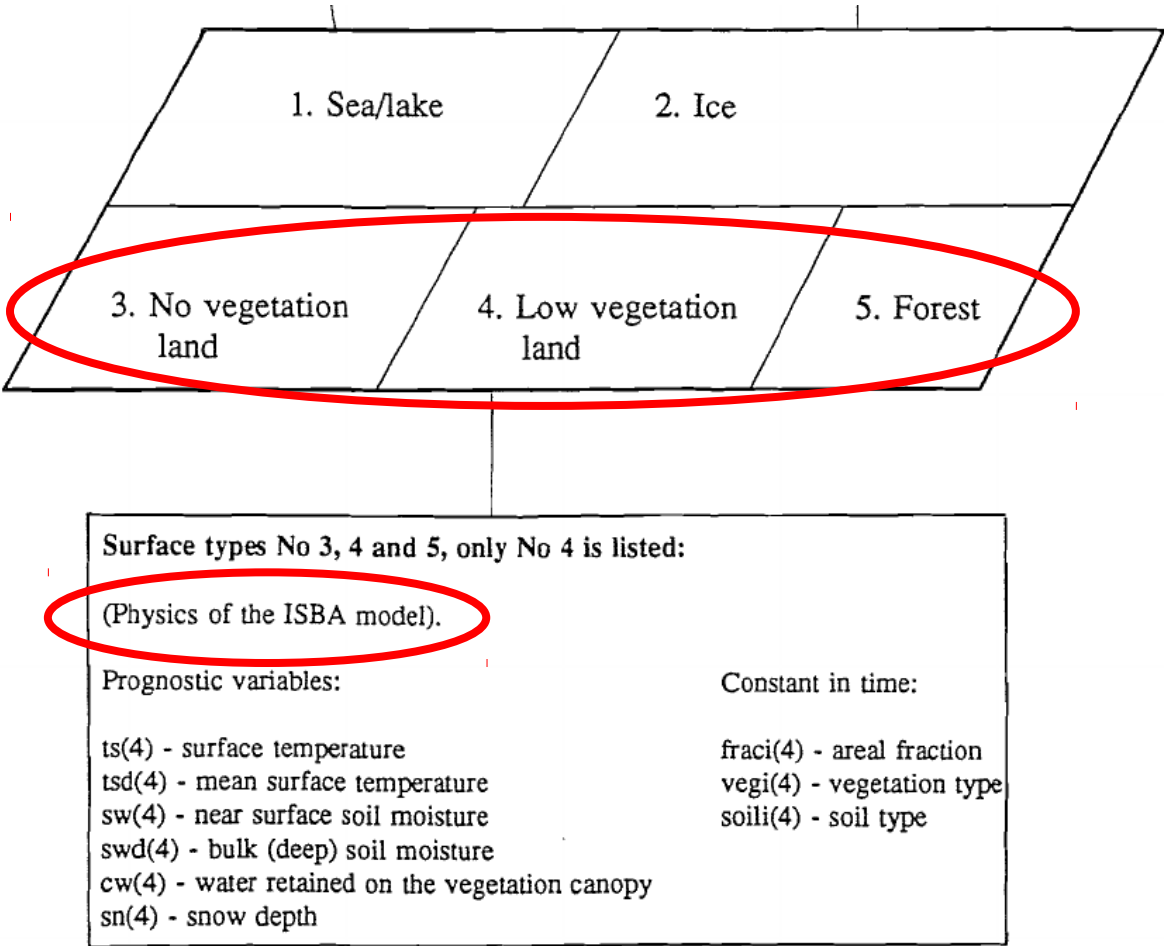 1. Sea/lake
2. Ice
3. No vegetation
land
4. Low vegetation
land
5. Forest
Surface types No 3, 4 and 5, only No 4 is listed:
(Physics of the ISBA model).
Prognostic variables:
ts(4) - surface temperature
tsd(4) - mean surface temperature
sw(4) - near surface soil moisture
swd(4) - bulk (deep) soil moisture
cw(4) - water retained on the vegetation canopy
sn(4) - snow depth
Constant in time:
fraci(4) - areal fraction
vegi(4) - vegetation type
soili(4) - soil type